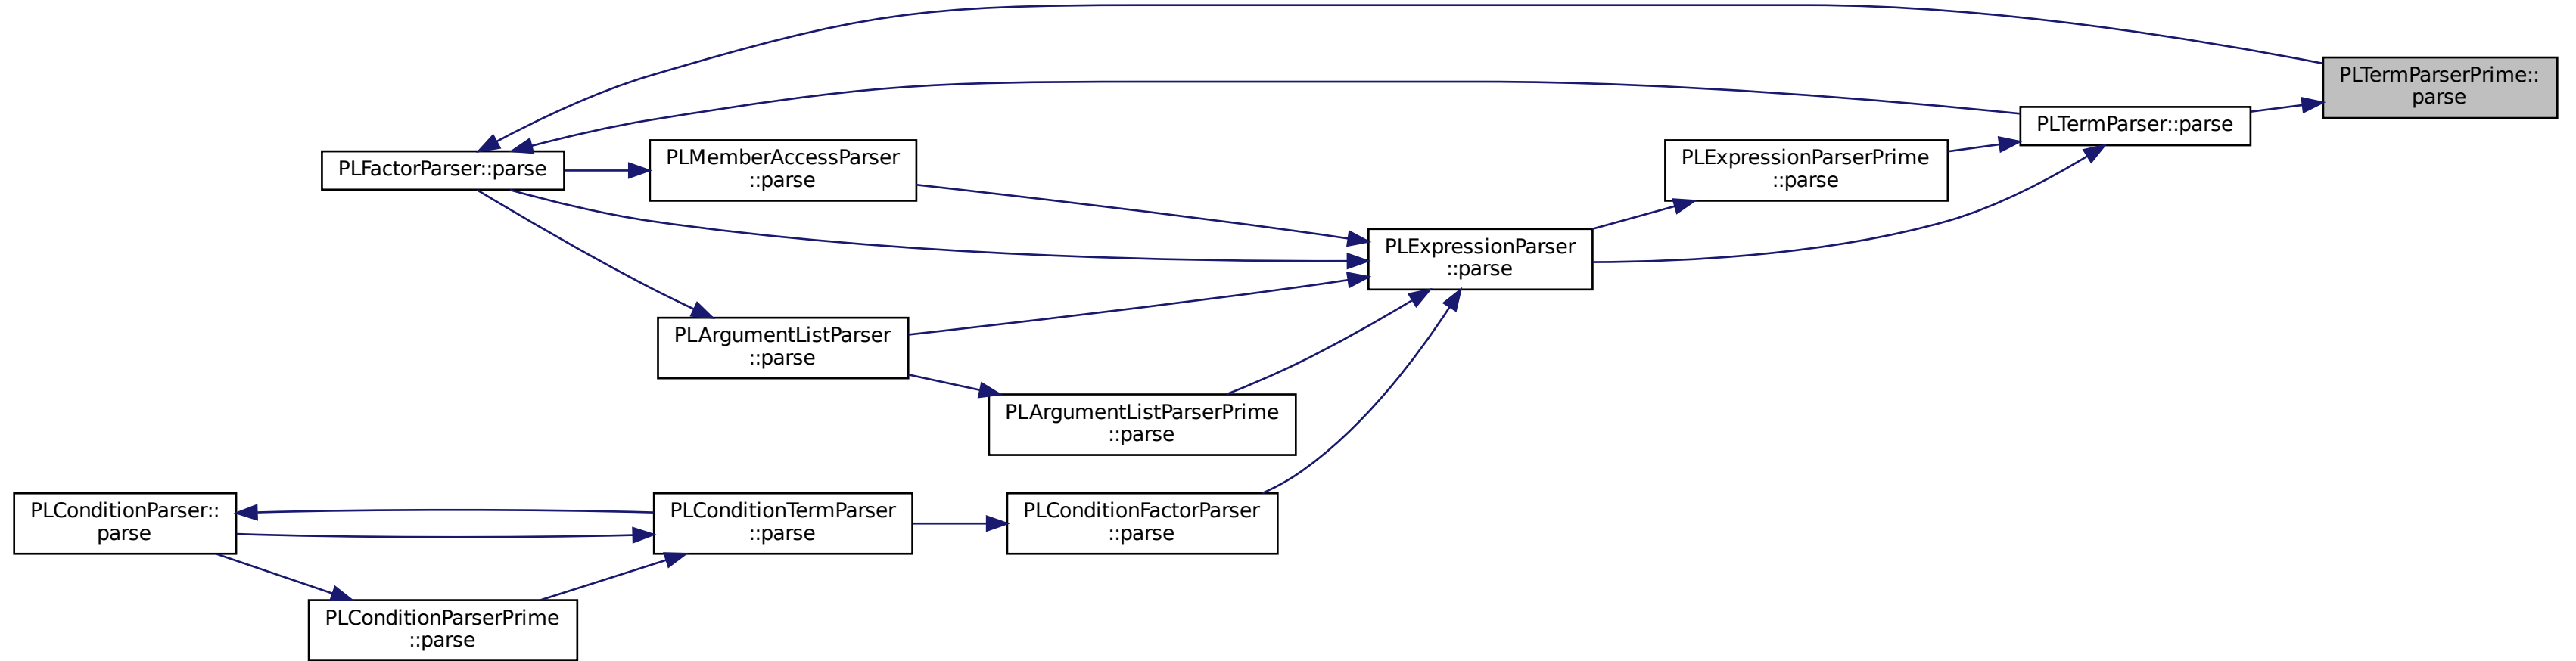 PLTermParserPrime::
parse
PLTermParser::parse
PLExpressionParserPrime
::parse
PLMemberAccessParser
::parse
PLFactorParser::parse
PLExpressionParser
::parse
PLArgumentListParser
::parse
PLArgumentListParserPrime
::parse
PLConditionParser::
parse
PLConditionTermParser
::parse
PLConditionFactorParser
::parse
PLConditionParserPrime
::parse